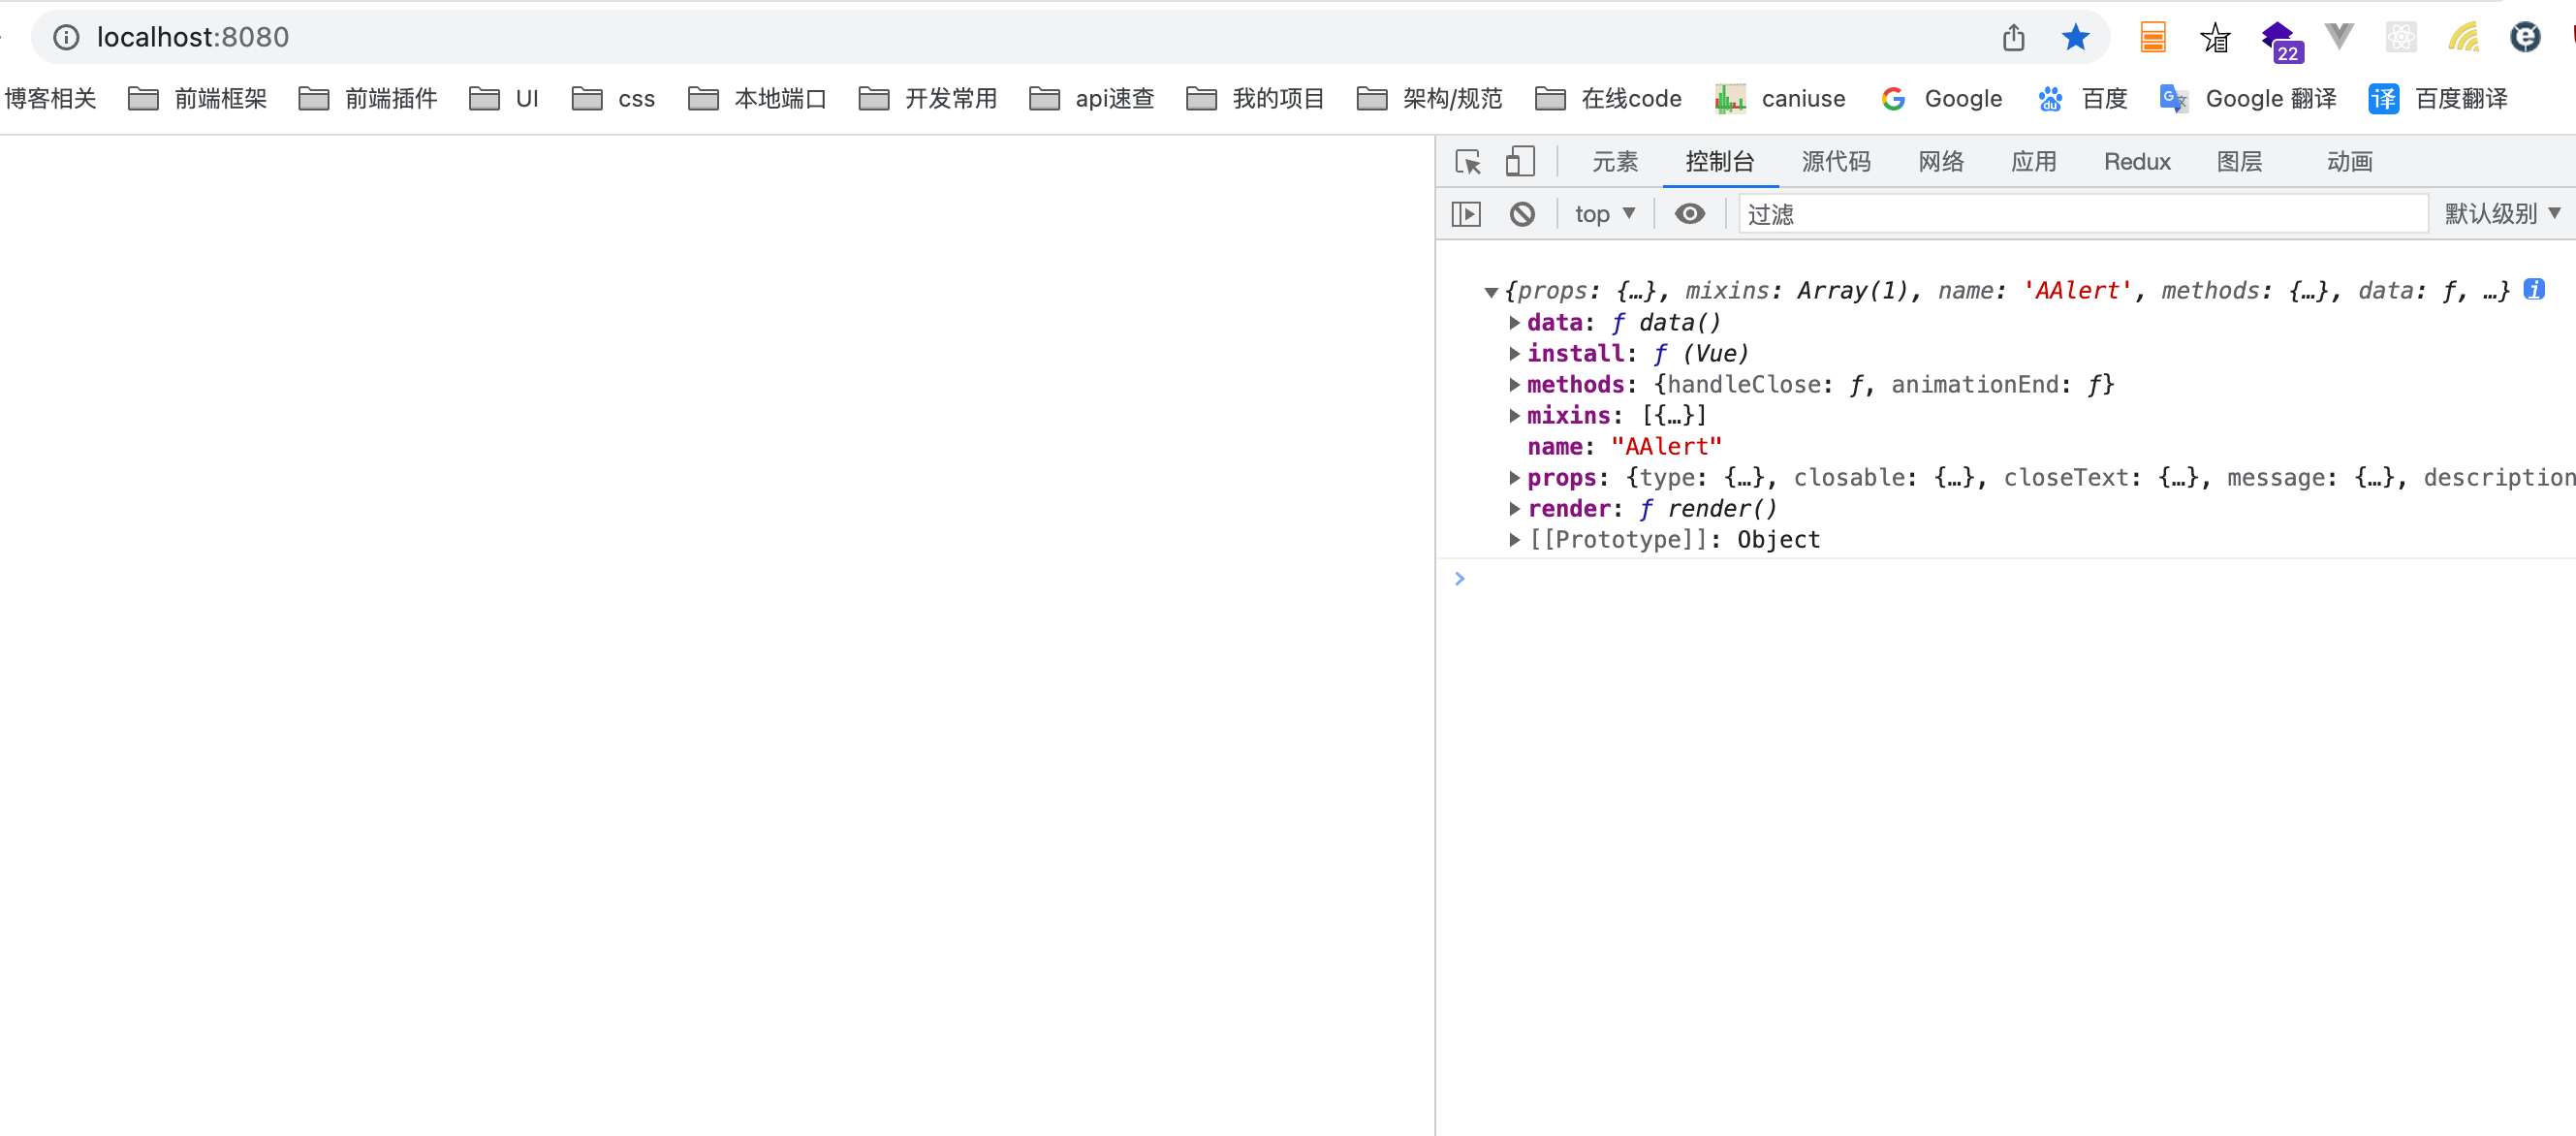 localhost:8080
22
博客相关 前端框架 前端插件 UI css 本地端口 开发常用 api速查 我的项目 架构/规范 在线code caniuse Google 百度 Google 翻译 译 百度翻译
元素 控制台 源代码 网络 应用 Redux 图层 动画
top 过滤 默认级别
{props: {…}, mixins: Array(1), name: 'AAlert', methods: {…}, data: ƒ, …}
data: ƒ data()
install: ƒ (Vue)
methods: {handleClose: ƒ, animationEnd: ƒ}
mixins: [{…}]
name: "AAlert"
props: {type: {…}, closable: {…}, closeText: {…}, message: {…}, description
render: ƒ render()
[[Prototype]]: Object